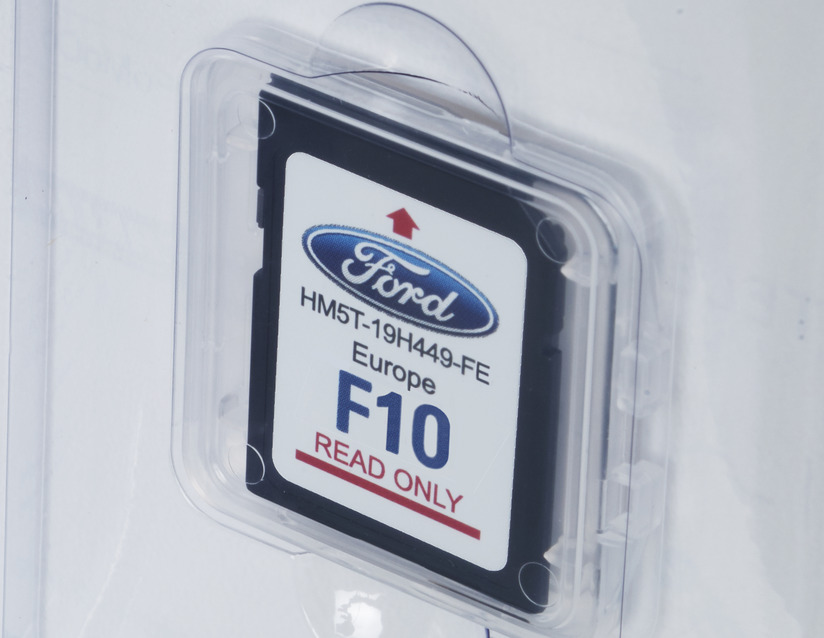 Ford
HM5T-19H449-FE
Europe
F10
READ ONLY